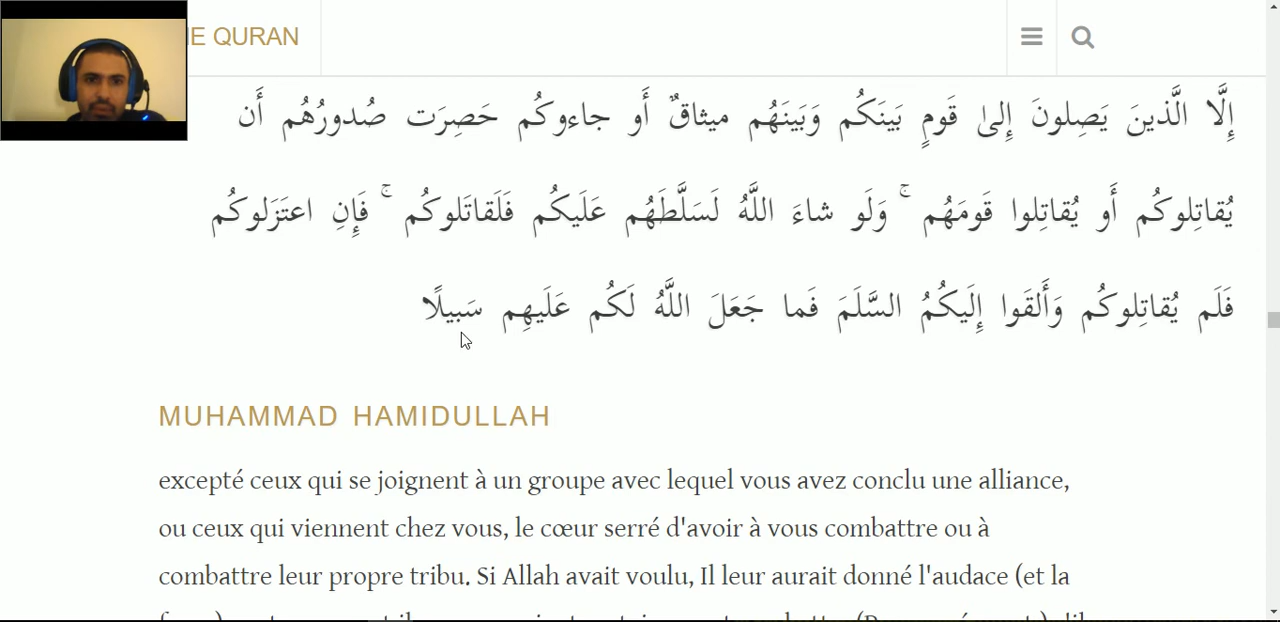 E QURAN
إِلَّا الَّذينَ يَصِلونَ إِلىٰ قَومٍ بَينَكُم وَبَينَهُم ميثاقٌ أَو جاءوكُم حَصِرَت صُدورُهُم أَن
يُقاتِلوكُم أَو يُقاتِلوا قَومَهُم ۚ وَلَو شاءَ اللَّهُ لَسَلَّطَهُم عَلَيكُم فَلَقاتَلوكُم ۚ فَإِنِ اعتَزَلوكُم
فَلَم يُقاتِلوكُم وَأَلقَوا إِلَيكُمُ السَّلَمَ فَما جَعَلَ اللَّهُ لَكُم عَلَيهِم سَبيلًا
MUHAMMAD HAMIDULLAH
excepté ceux qui se joignent à un groupe avec lequel vous avez conclu une alliance,
ou ceux qui viennent chez vous, le cœur serré d'avoir à vous combattre ou à
combattre leur propre tribu. Si Allah avait voulu, Il leur aurait donné l'audace (et la